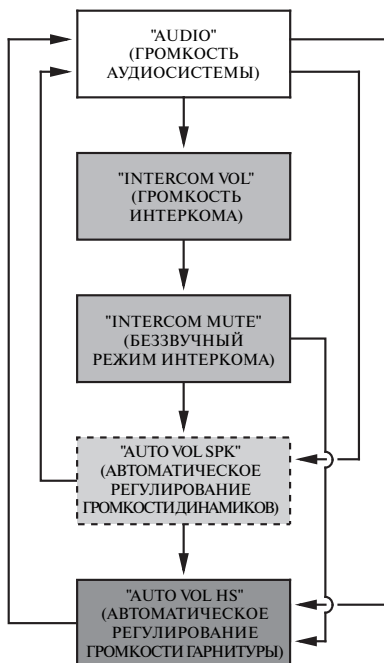 "AUDIO"
(ГРОМКОСТЬ
АУДИОСИСТЕМЫ)
"INTERCOM VOL"
(ГРОМКОСТЬ
ИНТЕРКОМА)
"INTERCOM MUTE"
(БЕЗЗВУЧНЫЙ
РЕЖИМ ИНТЕРКОМА)
"AUTO VOL SPK"
(АВТОМАТИЧЕСКОЕ
РЕГУЛИРОВАНИЕ
ГРОМКОСТИ ДИНАМИКОВ)
"AUTO VOL HS"
(АВТОМАТИЧЕСКОЕ
РЕГУЛИРОВАНИЕ
ГРОМКОСТИ ГАРНИТУРЫ)